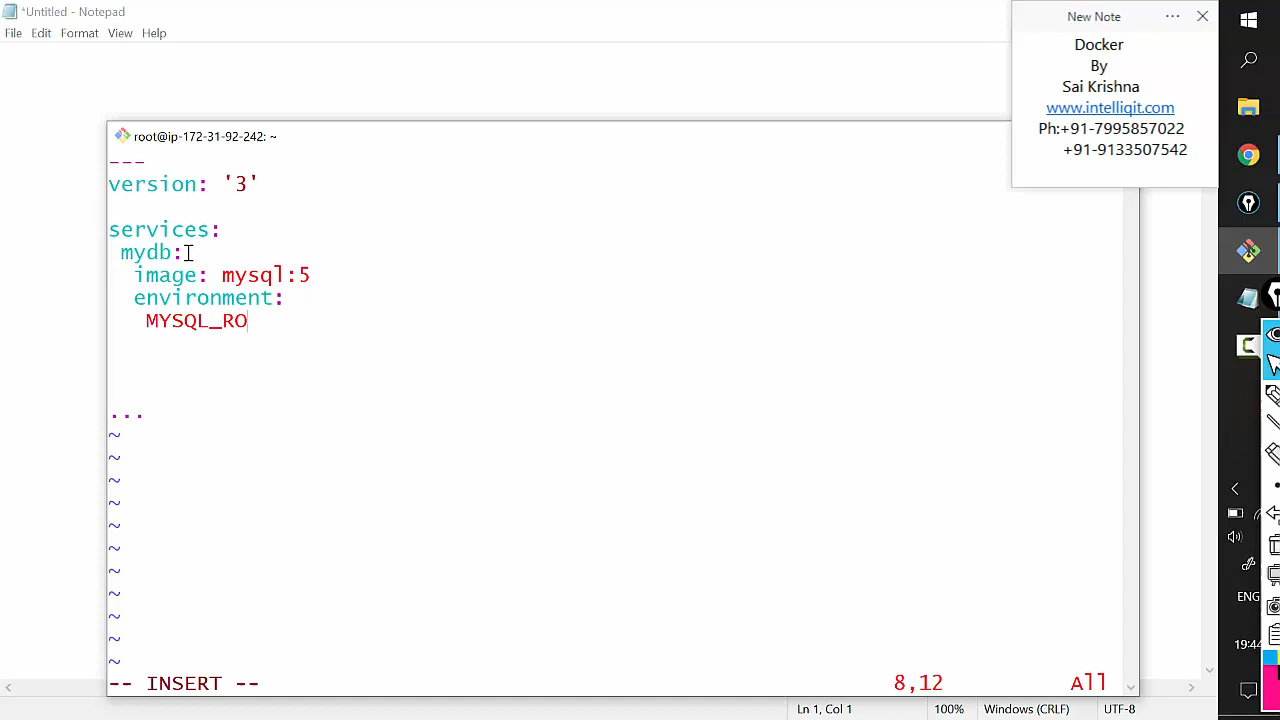 *Untitled - Notepad
File Edit Format View Help
New Note
Docker
By
Sai Krishna
www.intelliqit.com
Ph:+91-7995857022
+91-9133507542
root@ip-172-31-92-242: ~
---
version: '3'
services:
mydb:
image: mysql:5
environment:
MYSQL_RO
...
~
~
~
~
~
~
~
~
~
~
~
-- INSERT -- 8,12 All
Ln 1, Col 1 100% Windows (CRLF) UTF-8
ENG
19:44